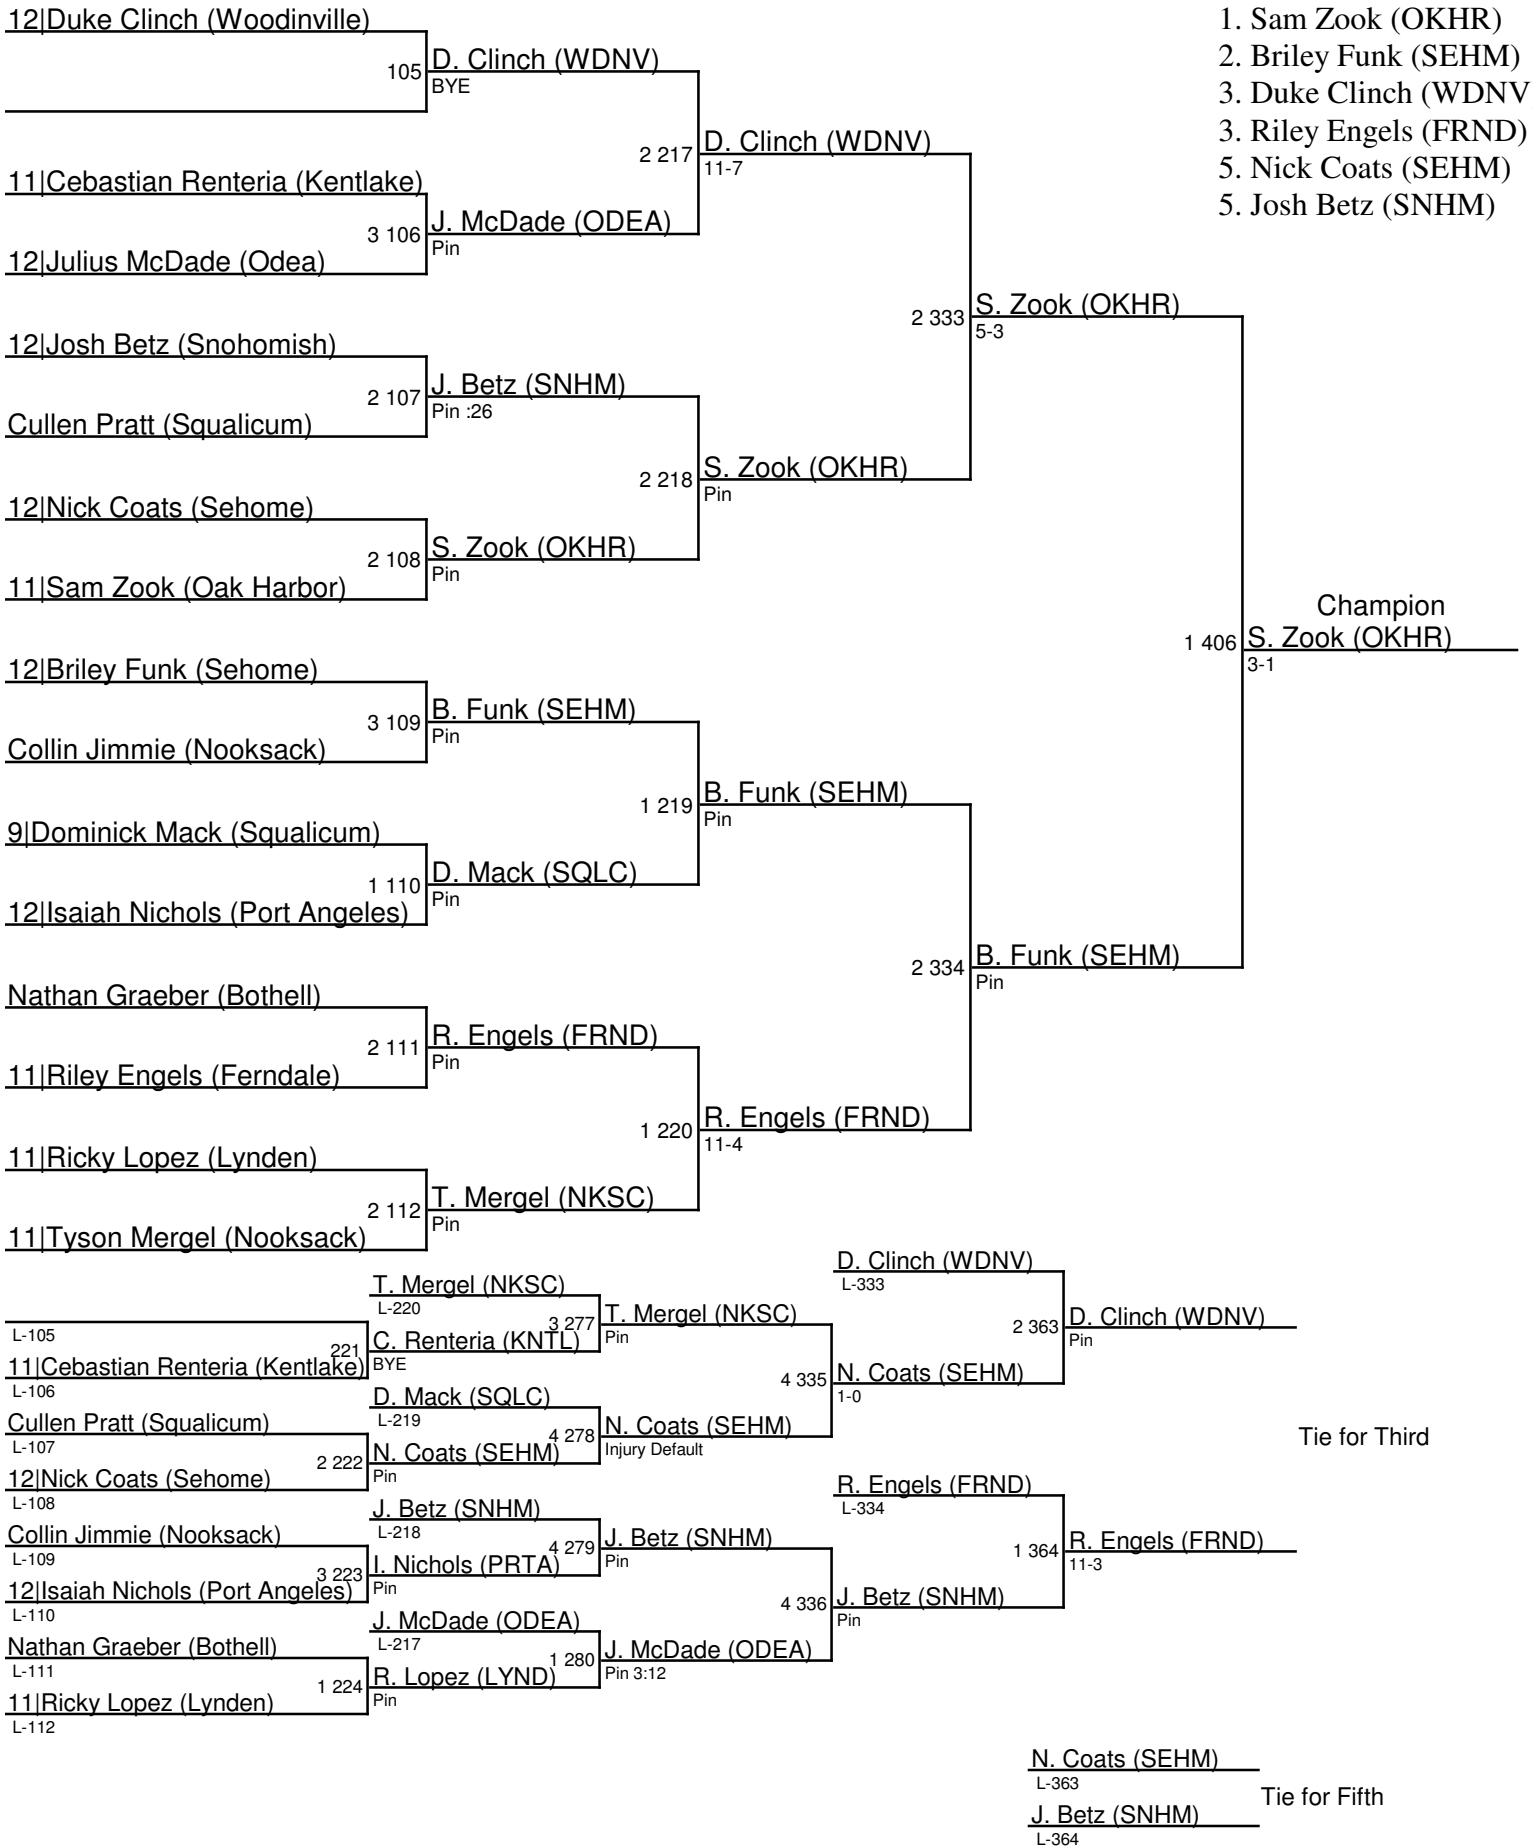 12|Duke Clinch (Woodinville)
105
D. Clinch (WDNV)
BYE
11|Cebastian Renteria (Kentlake)
3 106
J. McDade (ODEA)
Pin
12|Julius McDade (Odea)
2 217
D. Clinch (WDNV)
11-7
12|Josh Betz (Snohomish)
2 107
J. Betz (SNHM)
Pin :26
Cullen Pratt (Squalicum)
2 218
S. Zook (OKHR)
Pin
12|Nick Coats (Sehome)
2 108
S. Zook (OKHR)
Pin
11|Sam Zook (Oak Harbor)
2 333
S. Zook (OKHR)
5-3
12|Briley Funk (Sehome)
3 109
B. Funk (SEHM)
Pin
Collin Jimmie (Nooksack)
1 219
B. Funk (SEHM)
Pin
9|Dominick Mack (Squalicum)
1 110
D. Mack (SQLC)
Pin
12|Isaiah Nichols (Port Angeles)
2 334
B. Funk (SEHM)
Pin
Nathan Graeber (Bothell)
2 111
R. Engels (FRND)
Pin
11|Riley Engels (Ferndale)
1 220
R. Engels (FRND)
11-4
11|Ricky Lopez (Lynden)
2 112
T. Mergel (NKSC)
Pin
11|Tyson Mergel (Nooksack)
Champion
1 406
S. Zook (OKHR)
3-1
1. Sam Zook (OKHR)
2. Briley Funk (SEHM)
3. Duke Clinch (WDNV
3. Riley Engels (FRND)
5. Nick Coats (SEHM)
5. Josh Betz (SNHM)
L-105
221
11|Cebastian Renteria (Kentlake)
L-106
Cullen Pratt (Squalicum)
L-107
2 222
12|Nick Coats (Sehome)
L-108
Collin Jimmie (Nooksack)
L-109
3 223
12|Isaiah Nichols (Port Angeles)
L-110
Nathan Graeber (Bothell)
L-111
1 224
11|Ricky Lopez (Lynden)
L-112
T. Mergel (NKSC)
L-220
3 277
C. Renteria (KNTL)
BYE
D. Mack (SQLC)
L-219
4 278
N. Coats (SEHM)
Pin
J. Betz (SNHM)
L-218
4 279
I. Nichols (PRTA)
Pin
J. McDade (ODEA)
L-217
1 280
R. Lopez (LYND)
Pin
T. Mergel (NKSC)
Pin
4 335
N. Coats (SEHM)
Injury Default
J. Betz (SNHM)
Pin
4 336
J. McDade (ODEA)
Pin 3:12
D. Clinch (WDNV)
L-333
2 363
N. Coats (SEHM)
1-0
R. Engels (FRND)
L-334
1 364
J. Betz (SNHM)
Pin
D. Clinch (WDNV)
Pin
Tie for Third
R. Engels (FRND)
11-3
N. Coats (SEHM)
L-363
Tie for Fifth
J. Betz (SNHM)
L-364